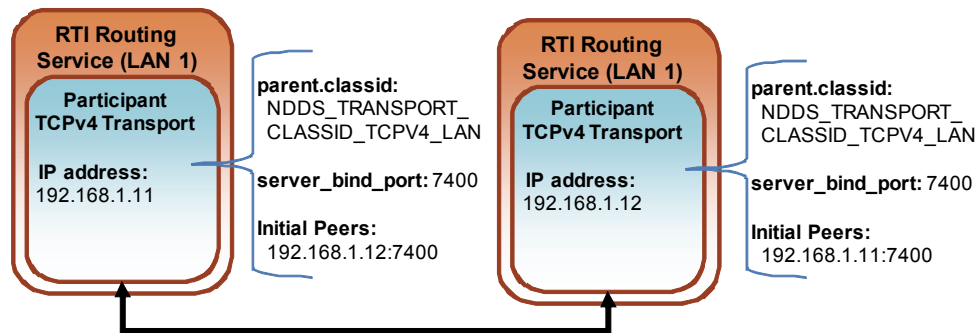 RTI Routing
Service (LAN 1)
Participant
TCPv4 Transport
IP address:
192.168.1.11
parent.classid:
NDDS_TRANSPORT_
CLASSID_TCPV4_LAN
server_bind_port: 7400
Initial Peers:
192.168.1.12:7400
RTI Routing
Service (LAN 1)
Participant
TCPv4 Transport
IP address:
192.168.1.12
parent.classid:
NDDS_TRANSPORT_
CLASSID_TCPV4_LAN
server_bind_port: 7400
Initial Peers:
192.168.1.11:7400